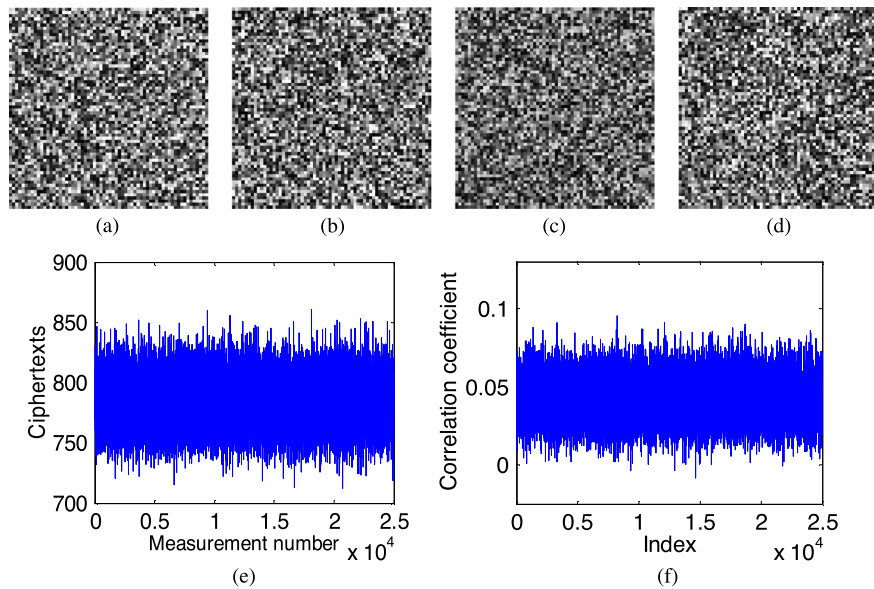 (a) (b) (c) (d)
900
850
800
750
700
Ciphertexts
0 0.5 1 1.5 2 2.5
Measurement number x 10^4
(e)
0.1
0.05
0
Correlation coefficient
0 0.5 1 1.5 2 2.5
Index x 10^4
(f)